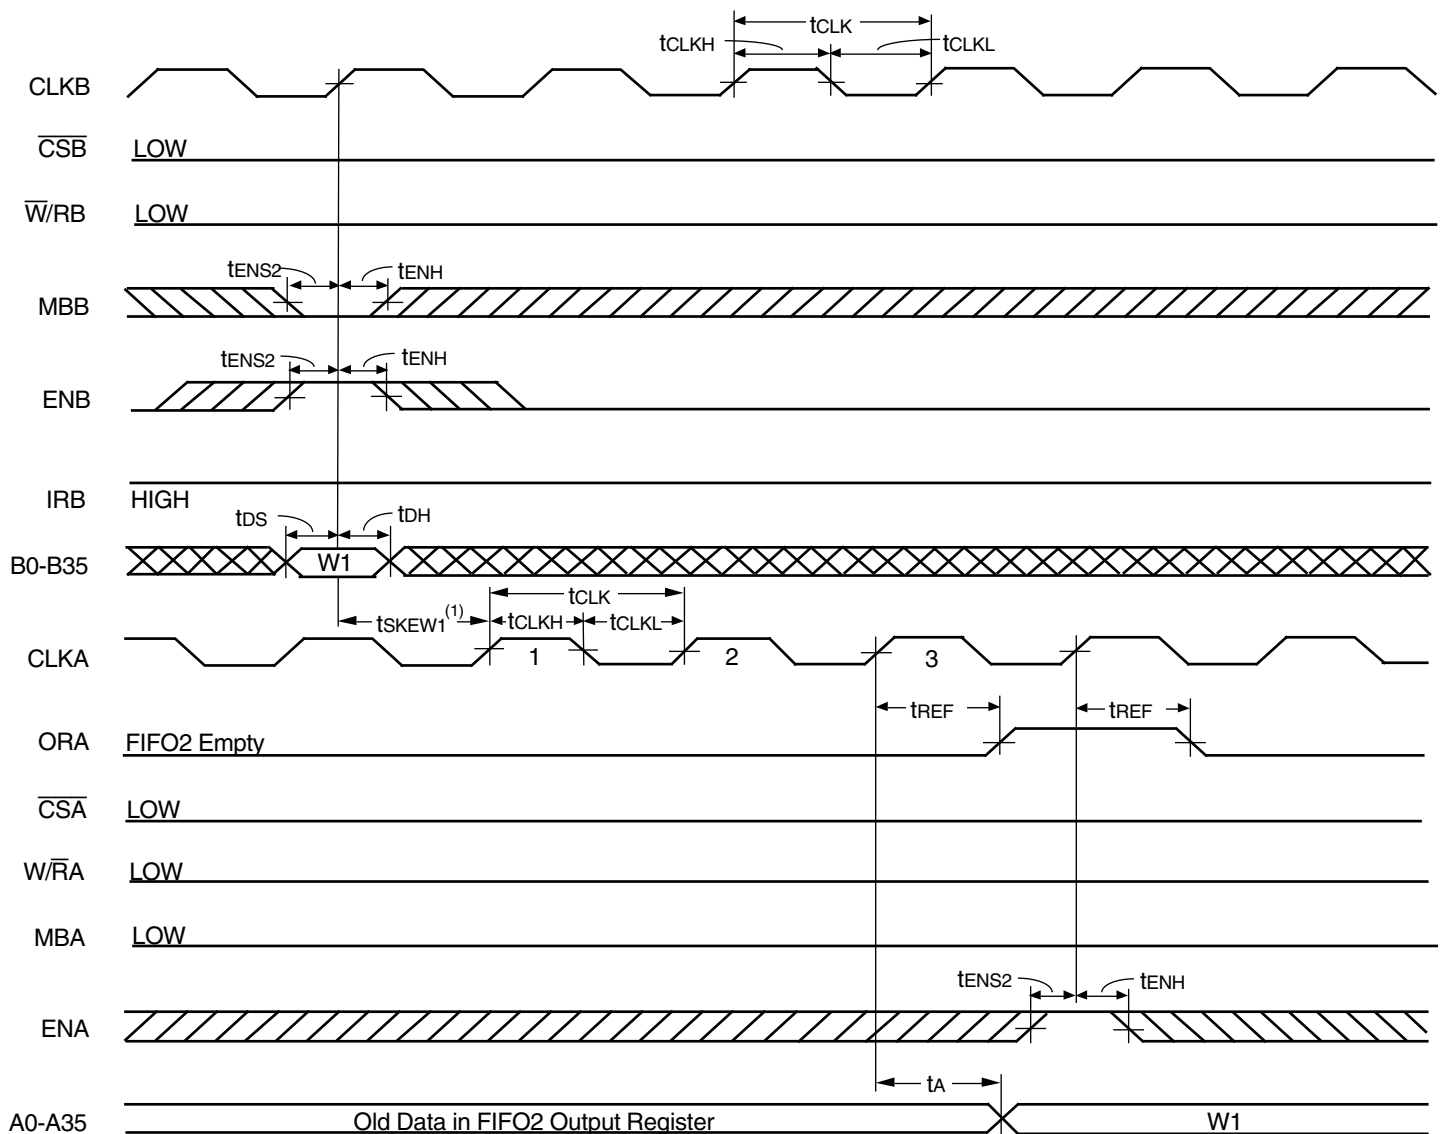 tCLK
tCLKH tCLKL
CLKB
CSB LOW
W/RB LOW
tENS2 tENH
MBB
tENS2 tENH
ENB
IRB HIGH
tDS tDH
B0-B35 W1
tCLK
tSKEW1(1) tCLKH tCLKL
CLKA 1 2 3
tREF tREF
ORA FIFO2 Empty
CSA LOW
W/RA LOW
MBA LOW
tENS2 tENH
ENA
tA
A0-A35 Old Data in FIFO2 Output Register W1